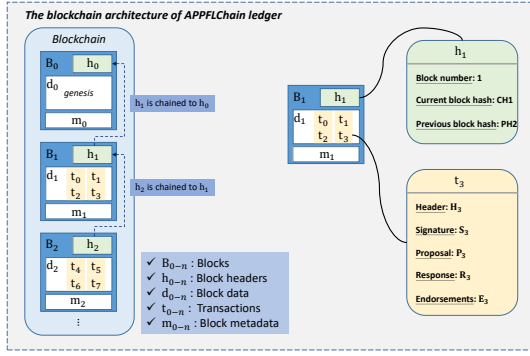 The blockchain architecture of APPFLChain ledger
Blockchain
B₀ h₀
d₀ genesis
m₀
h₁ is chained to h₀
B₁ h₁
d₁ t₀ t₁
t₂ t₃
m₁
h₂ is chained to h₁
B₂ h₂
d₂ t₄ t₅
t₆ t₇
m₂
⋮
✓ B₀₋ₙ : Blocks
✓ h₀₋ₙ : Block headers
✓ d₀₋ₙ : Block data
✓ t₀₋ₙ : Transactions
✓ m₀₋ₙ : Block metadata
B₁ h₁
d₁ t₀ t₁
t₂ t₃
m₁
h₁
Block number: 1
Current block hash: CH1
Previous block hash: PH2
t₃
Header: H₃
Signature: S₃
Proposal: P₃
Response: R₃
Endorsements: E₃